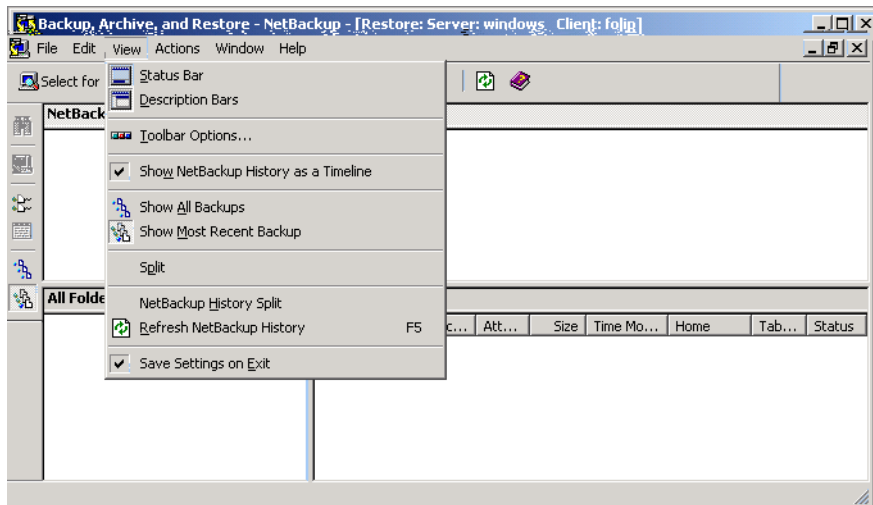 Backup, Archive, and Restore - NetBackup - [Restore: Server: windows Client: folio]
File Edit View Actions Window Help
Select for
Status Bar
Description Bars
NetBack
Toolbar Options...
Show NetBackup History as a Timeline
Show All Backups
Show Most Recent Backup
Split
All Folde
NetBackup History Split
Refresh NetBackup History F5
c... Att... Size Time Mo... Home Tab... Status
Save Settings on Exit